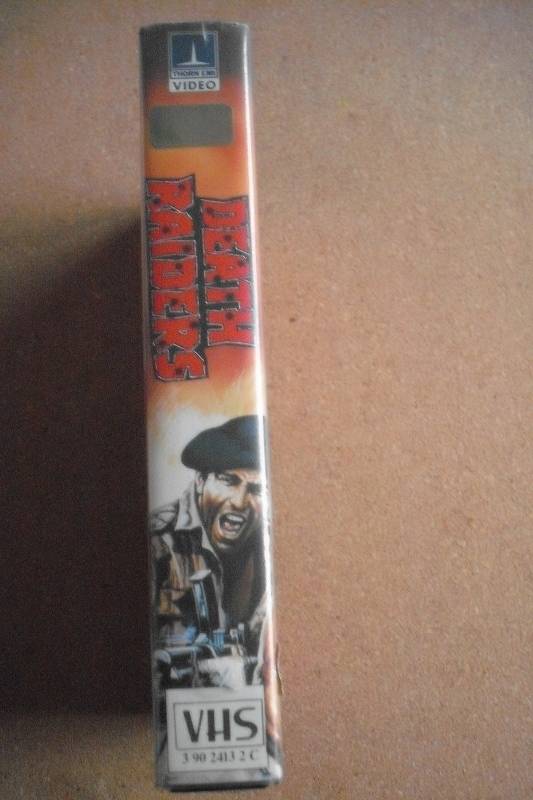 THORN EMI
VIDEO
DEATH
RAIDERS
VHS
3 90 2413 2 C